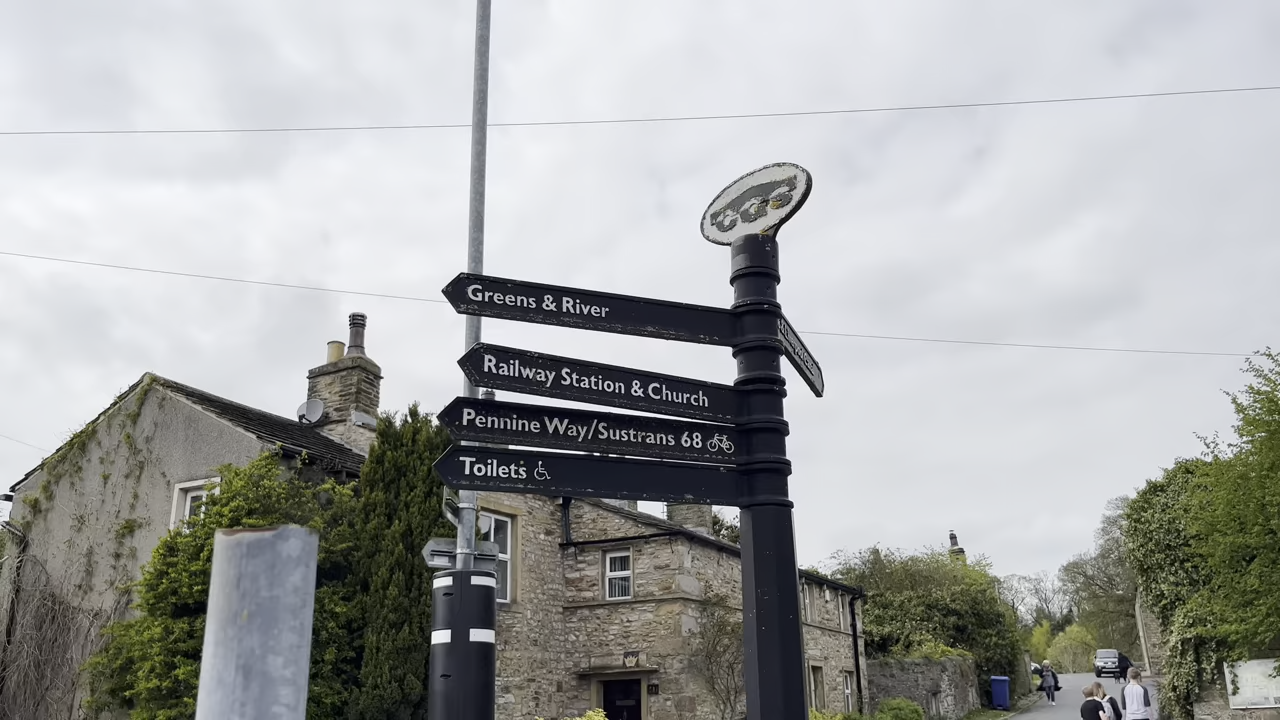 Greens & River
Railway Station & Church
Pennine Way/Sustrans 68
Toilets